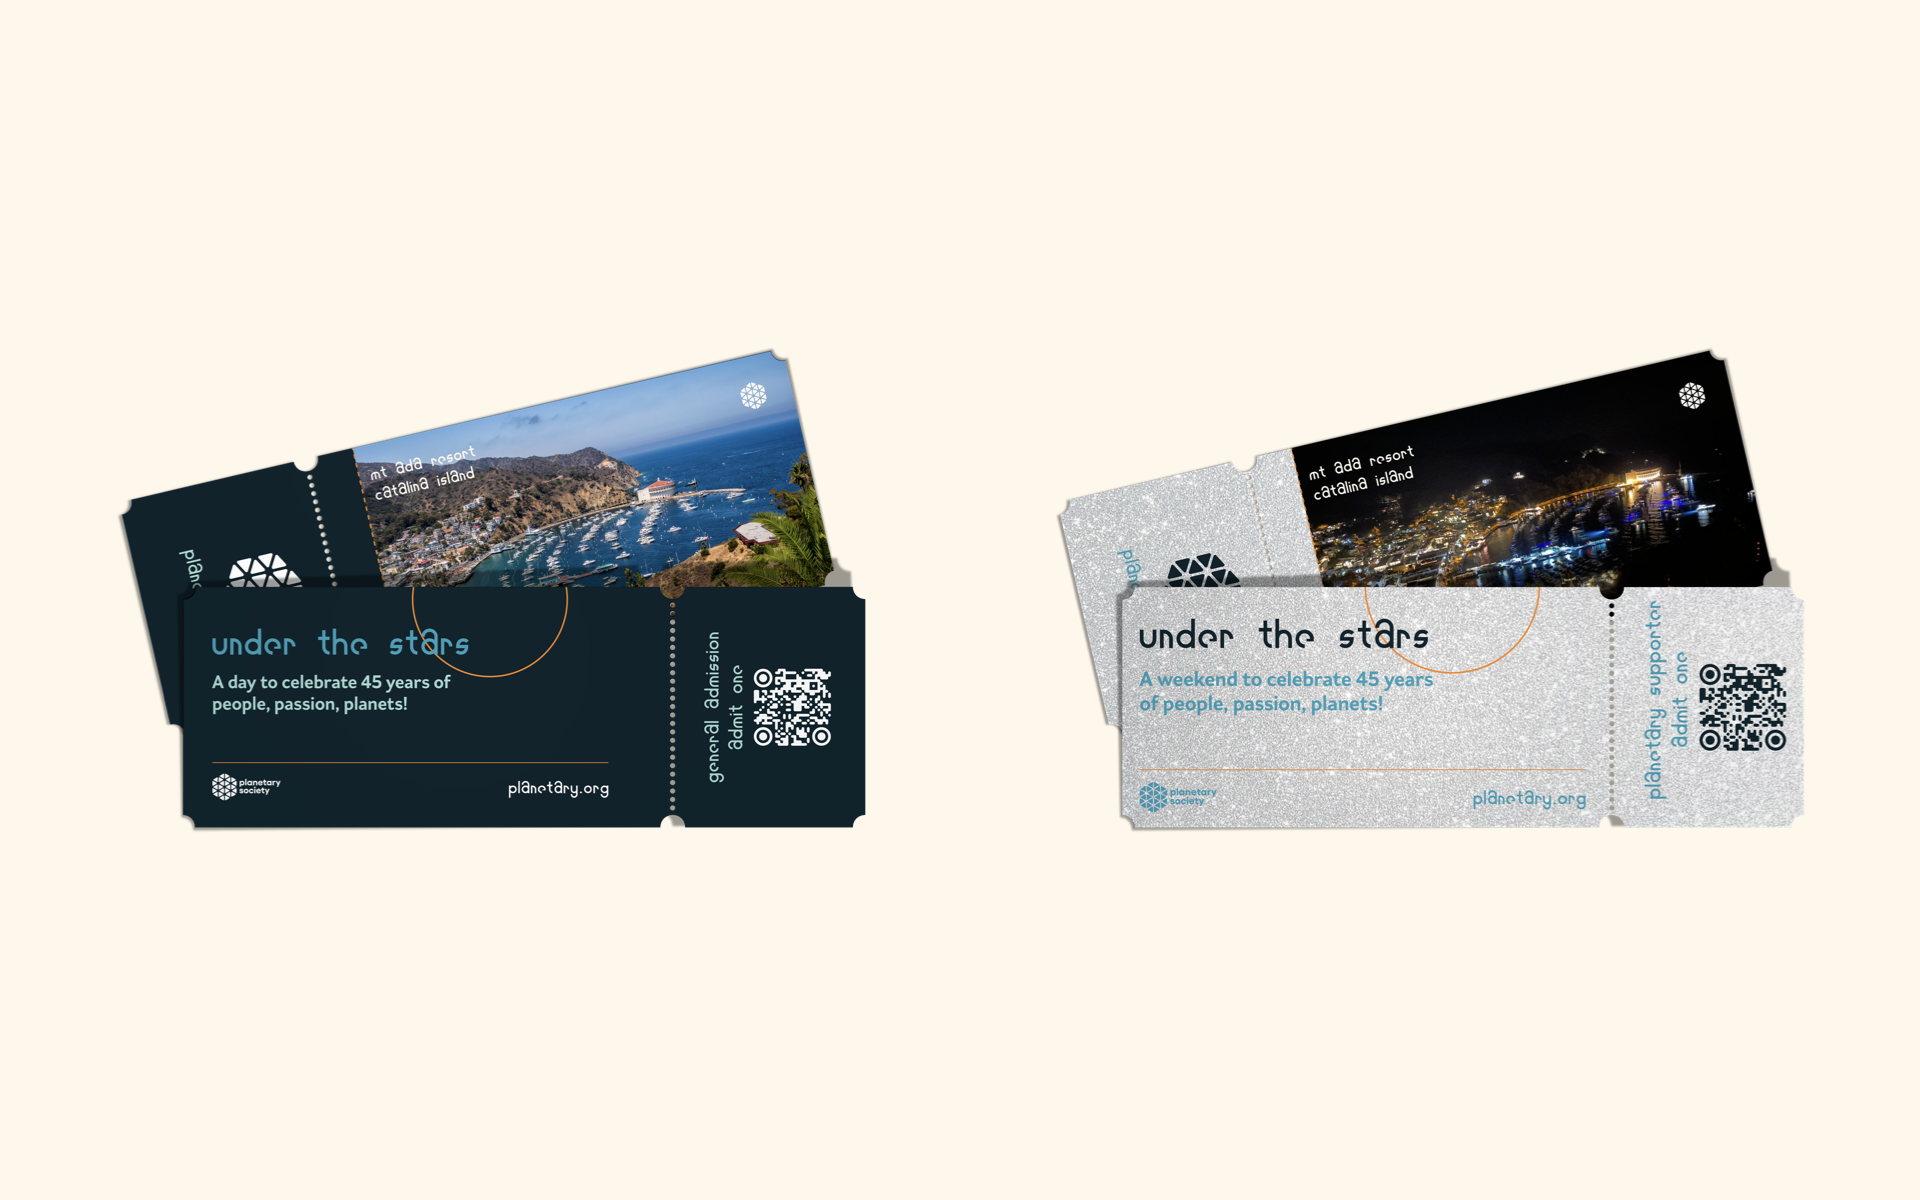 mt ada resort
catalina island
plane
under the stars
A day to celebrate 45 years of
people, passion, planets!
planetary
society
planetary.org
general admission
admit one
mt ada resort
catalina island
plane
under the stars
A weekend to celebrate 45 years
of people, passion, planets!
planetary
society
planetary.org
planetary supporter
admit one